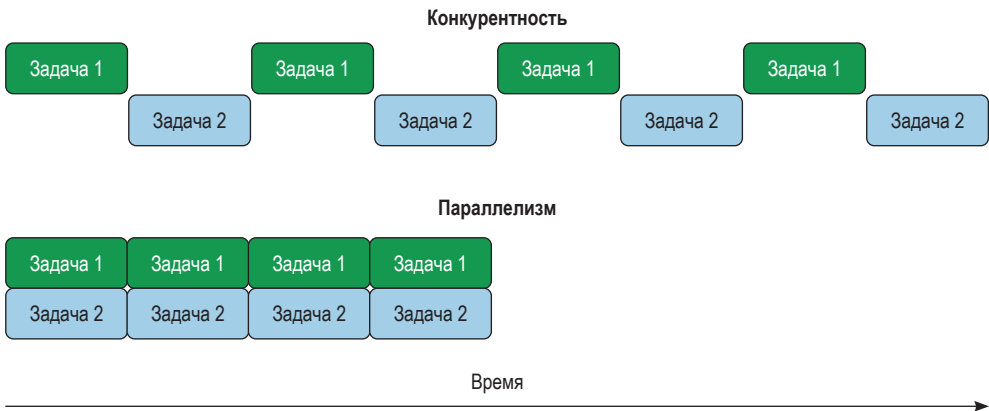 Конкурентность
Задача 1 Задача 1 Задача 1 Задача 1
Задача 2 Задача 2 Задача 2 Задача 2
Параллелизм
Задача 1 Задача 1 Задача 1 Задача 1
Задача 2 Задача 2 Задача 2 Задача 2
Время